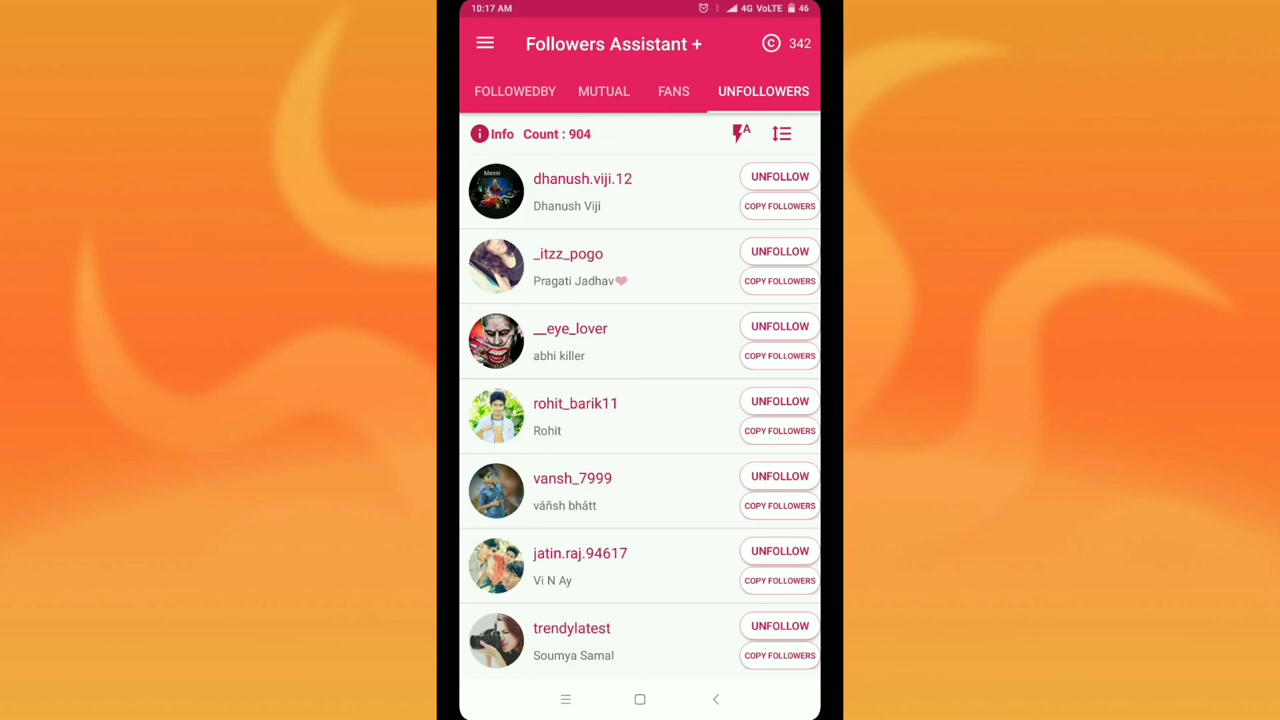 10:17 AM 4G VoLTE 46
Followers Assistant + C 342
FOLLOWEDBY MUTUAL FANS UNFOLLOWERS
i Info Count : 904 A
dhanush.viji.12 UNFOLLOW
Dhanush Viji COPY FOLLOWERS
_itzz_pogo UNFOLLOW
Pragati Jadhav COPY FOLLOWERS
__eye_lover UNFOLLOW
abhi killer COPY FOLLOWERS
rohit_barik11 UNFOLLOW
Rohit COPY FOLLOWERS
vansh_7999 UNFOLLOW
vâñsh bhâtt COPY FOLLOWERS
jatin.raj.94617 UNFOLLOW
Vi N Ay COPY FOLLOWERS
trendylatest UNFOLLOW
Soumya Samal COPY FOLLOWERS
Messi